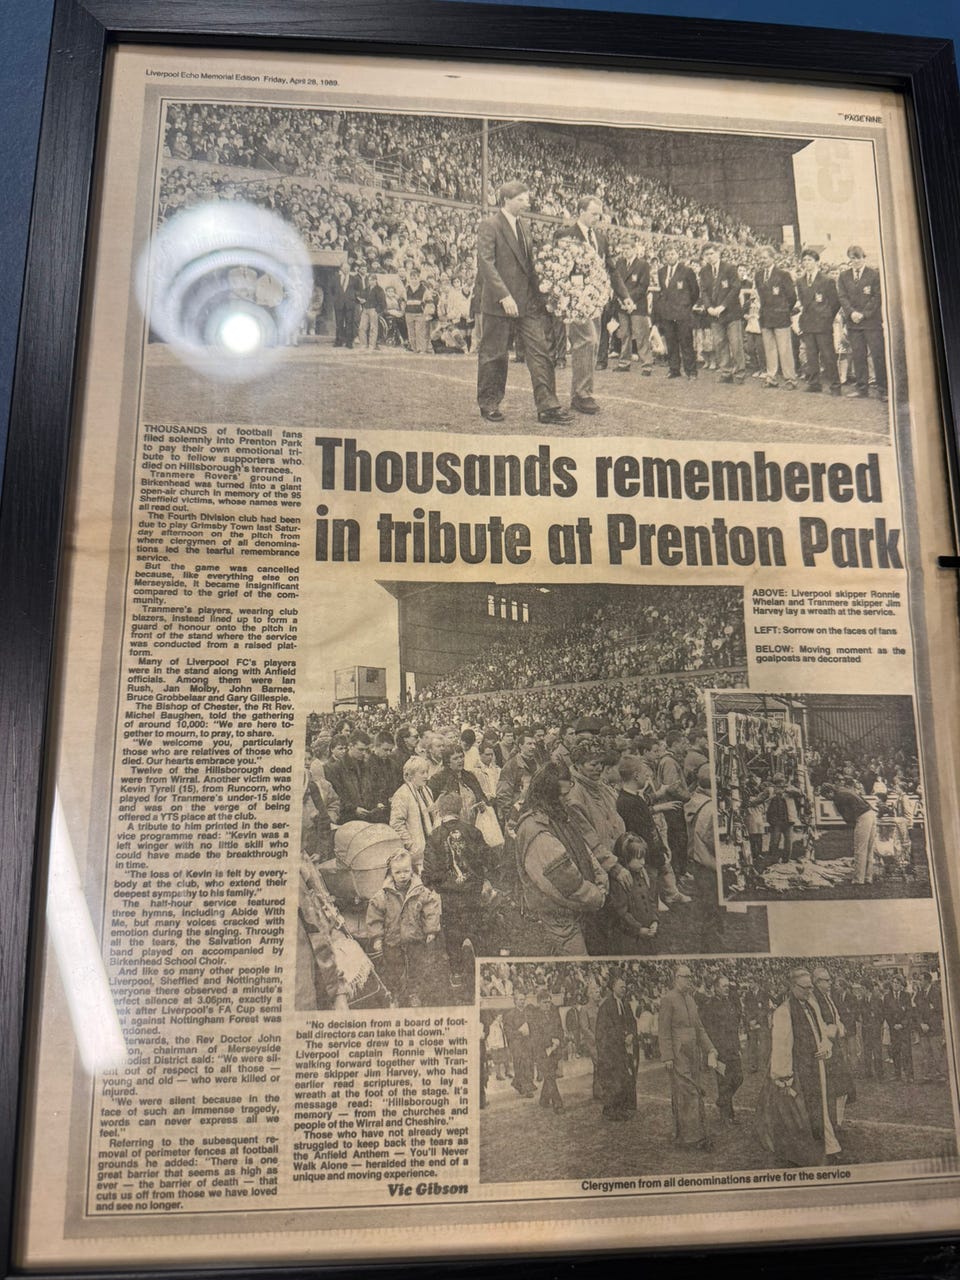 Liverpool Echo Memorial Edition Friday, April 28, 1989.
PAGE NINE
THOUSANDS of football fans
filed solemnly into Prenton Park
to pay their own emotional tri-
bute to fellow supporters who
died on Hillsborough's terraces.
Tranmere Rovers' ground in
Birkenhead was turned into a giant
open-air church in memory of the 95
Sheffield victims, whose names were
all read out.
The Fourth Division club had been
due to play Grimsby Town last Satur-
day afternoon on the pitch from
where clergymen of all denomina-
tions led the tearful remembrance
service.
But the game was cancelled
because, like everything else on
Merseyside, it became insignificant
compared to the grief of the com-
munity.
Tranmere's players, wearing club
blazers, instead lined up to form a
guard of honour onto the pitch in
front of the stand where the service
was conducted from a raised plat-
form.
Many of Liverpool FC's players
were in the stand along with Anfield
officials. Among them were Ian
Rush, Jan Molby, John Barnes,
Bruce Grobbelaar and Gary Gillespie.
The Bishop of Chester, the Rt Rev.
Michel Baughen, told the gathering
of around 10,000: "We are here to-
gether to mourn, to pray, to share.
"We welcome you, particularly
those who are relatives of those who
died. Our hearts embrace you."
Twelve of the Hillsborough dead
were from Wirral. Another victim was
Kevin Tyrell (15), from Runcorn, who
played for Tranmere's under-15 side
and was on the verge of being
offered a YTS place at the club.
A tribute to him printed in the ser-
vice programme read: "Kevin was a
left winger with no little skill who
could have made the breakthrough
in time.
"The loss of Kevin is felt by every-
body at the club, who extend their
deepest sympathy to his family."
The half-hour service featured
three hymns, including Abide With
Me, but many voices cracked with
emotion during the singing. Through
all the tears, the Salvation Army
band played on accompanied by
Birkenhead School Choir.
And like so many other people in
Liverpool, Sheffied and Nottingham,
everyone there observed a minute's
perfect silence at 3.06pm, exactly a
after Liverpool's FA Cup semi
against Nottingham Forest was
the Rev Doctor John
chairman of Merseyside
District said: "We were sil-
ent out of respect to all those —
young and old — who were killed or
injured.
"We were silent because in the
face of such an immense tragedy,
words can never express all we
feel."
Referring to the subesquent re-
moval of perimeter fences at football
grounds he added: "There is one
great barrier that seems as high as
ever — the barrier of death — that
cuts us off from those we have loved
and see no longer.
Thousands remembered
in tribute at Prenton Park
ABOVE: Liverpool skipper Ronnie
Whelan and Tranmere skipper Jim
Harvey lay a wreath at the service.
LEFT: Sorrow on the faces of fans
BELOW: Moving moment as the
goalposts are decorated
"No decision from a board of foot-
ball directors can take that down."
The service drew to a close with
Liverpool captain Ronnie Whelan
walking forward together with Tran-
mere skipper Jim Harvey, who had
earlier read scriptures, to lay a
wreath at the foot of the stage. It's
message read: "Hillsborough in
memory — from the churches and
people of the Wirral and Cheshire."
Those who have not already wept
struggled to keep back the tears as
the Anfield Anthem — You'll Never
Walk Alone — heralded the end of a
unique and moving experience.
Vic Gibson
Clergymen from all denominations arrive for the service